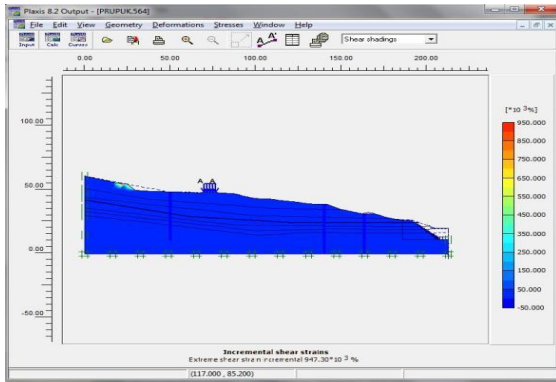 Plaxis 8.2 Output - [PRUPUK,564]
File Edit View Geometry Deformations Stresses Window Help
Input Calc Curves
Shear shadings
0.00 50.00 100.00 150.00 200.00
[*10 3%]
950.000
850.000
750.000
650.000
550.000
450.000
350.000
250.000
150.000
50.000
-50.000
100.00
50.00
0.00
-50.00
A A
Incremental shear strains
Extreme shear strain incremental 947.30*10 3 %
(117.000 , 85.200)